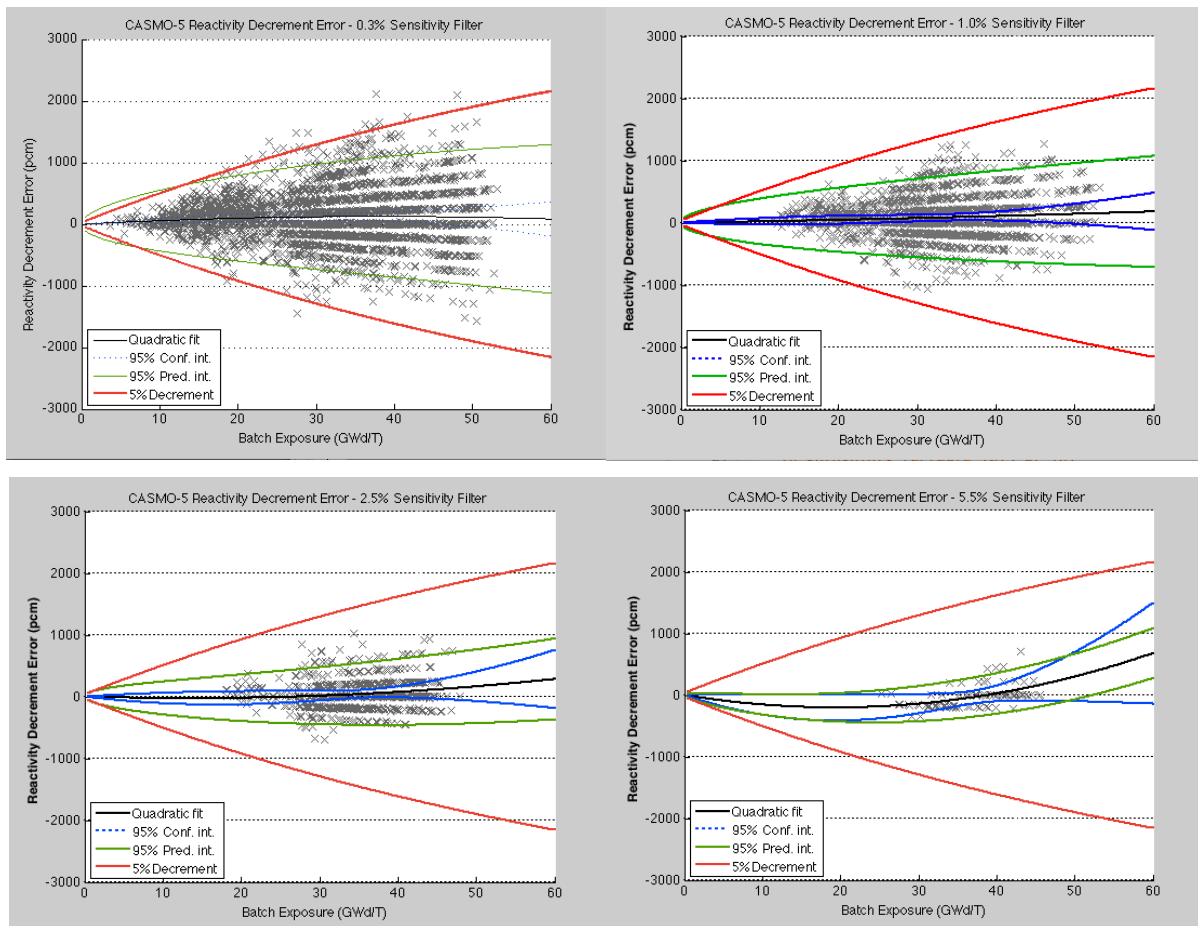 CASMO-5 Reactivity Decrement Error - 0.3% Sensitivity Filter
3000
2000
1000
0
-1000
-2000
-3000
Reactivity Decrement Error (pcm)
Quadratic fit
95% Conf. int.
95% Pred. int.
5%Decrement
0 10 20 30 40 50 60
Batch Exposure (GWd/T)
CASMO-5 Reactivity Decrement Error - 1.0% Sensitivity Filter
3000
2000
1000
0
-1000
-2000
-3000
Reactivity Decrement Error (pcm)
Quadratic fit
95% Conf. int.
95% Pred. int.
5%Decrement
0 10 20 30 40 50 60
Batch Exposure (GWd/T)
CASMO-5 Reactivity Decrement Error - 2.5% Sensitivity Filter
3000
2000
1000
0
-1000
-2000
-3000
Reactivity Decrement Error (pcm)
Quadratic fit
95% Conf. int.
95% Pred. int.
5%Decrement
0 10 20 30 40 50 60
Batch Exposure (GWd/T)
CASMO-5 Reactivity Decrement Error - 5.5% Sensitivity Filter
3000
2000
1000
0
-1000
-2000
-3000
Reactivity Decrement Error (pcm)
Quadratic fit
95% Conf. int.
95% Pred. int.
5%Decrement
0 10 20 30 40 50 60
Batch Exposure (GWd/T)